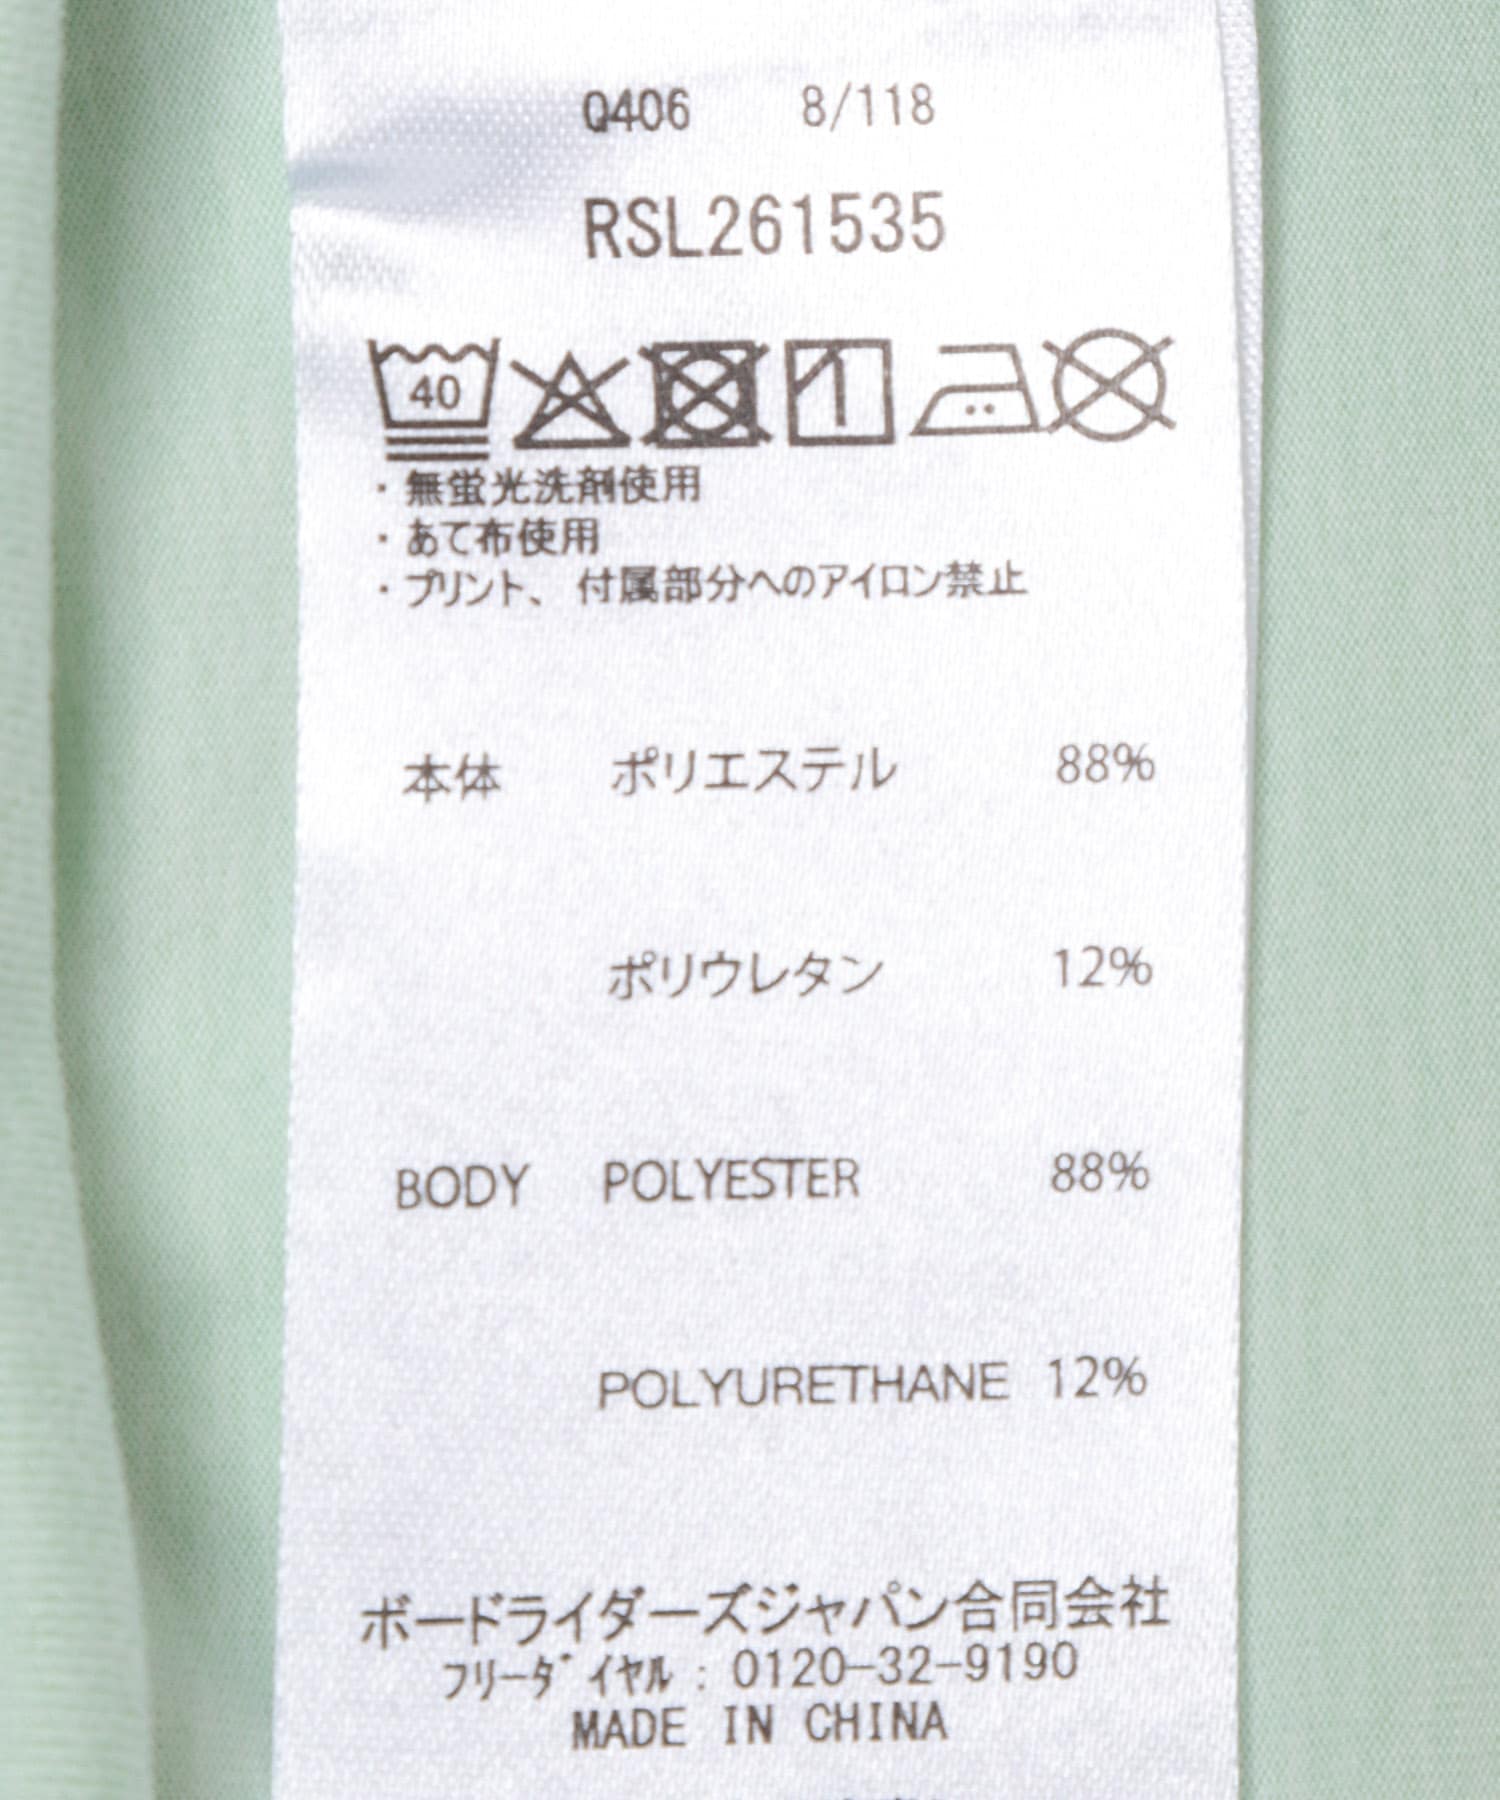 Q406 8/118
RSL261535
40
・無蛍光洗剤使用
・あて布使用
・プリント、付属部分へのアイロン禁止
本体 ポリエステル 88%
ポリウレタン 12%
BODY POLYESTER 88%
POLYURETHANE 12%
ボードライダーズジャパン合同会社
フリーダイヤル：0120-32-9190
MADE IN CHINA